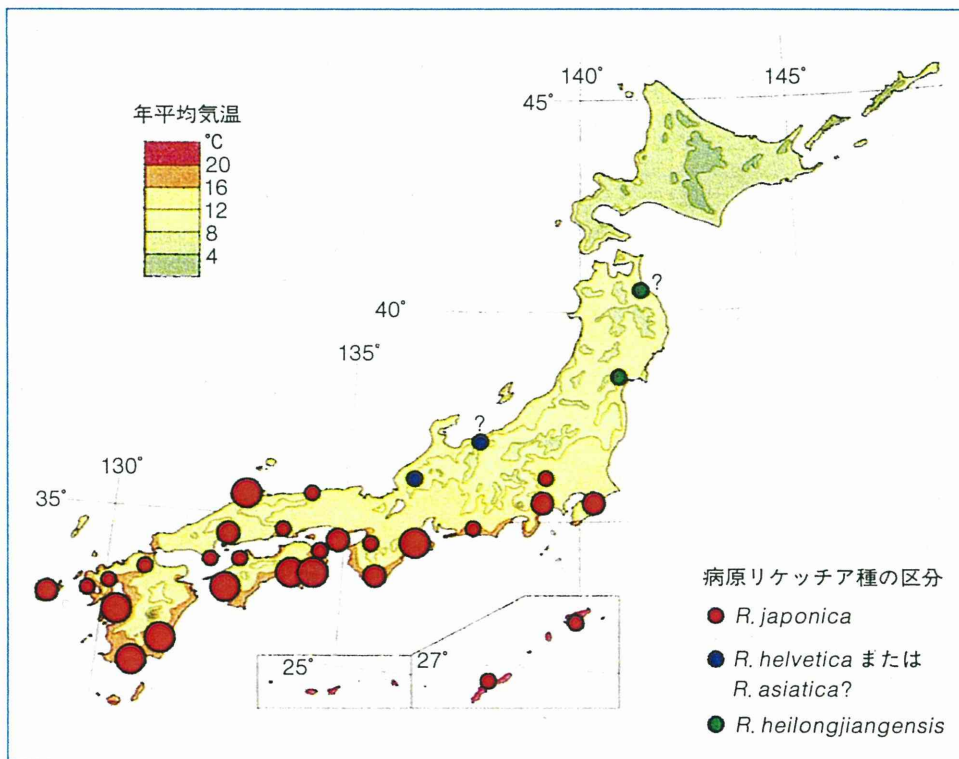 140°
145°
45°
年平均気温
℃
20
16
12
8
4
?
40°
135°
?
130°
35°
25°
27°
病原リケッチア種の区分
R. japonica
R. helvetica または
R. asiatica?
R. heilongjiangensis